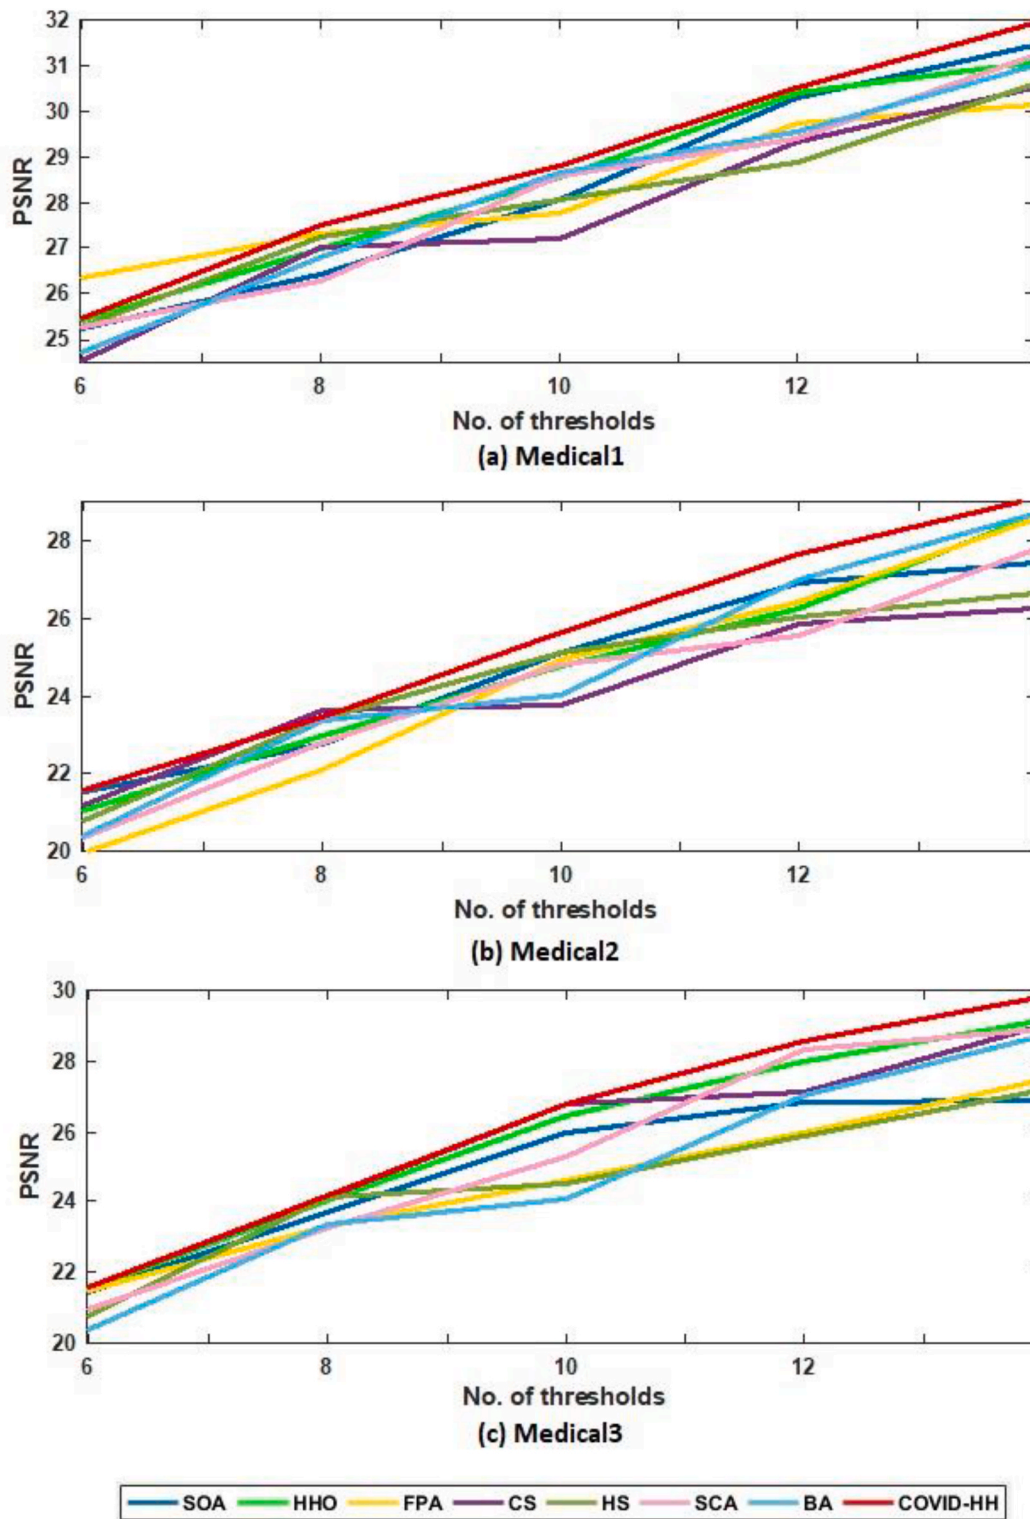 32
31
30
29
28
27
26
25
PSNR
6 8 10 12
No. of thresholds
(a) Medical1
28
26
24
22
20
PSNR
6 8 10 12
No. of thresholds
(b) Medical2
30
28
26
24
22
20
PSNR
6 8 10 12
No. of thresholds
(c) Medical3
SOA HHO FPA CS HS SCA BA COVID-HH